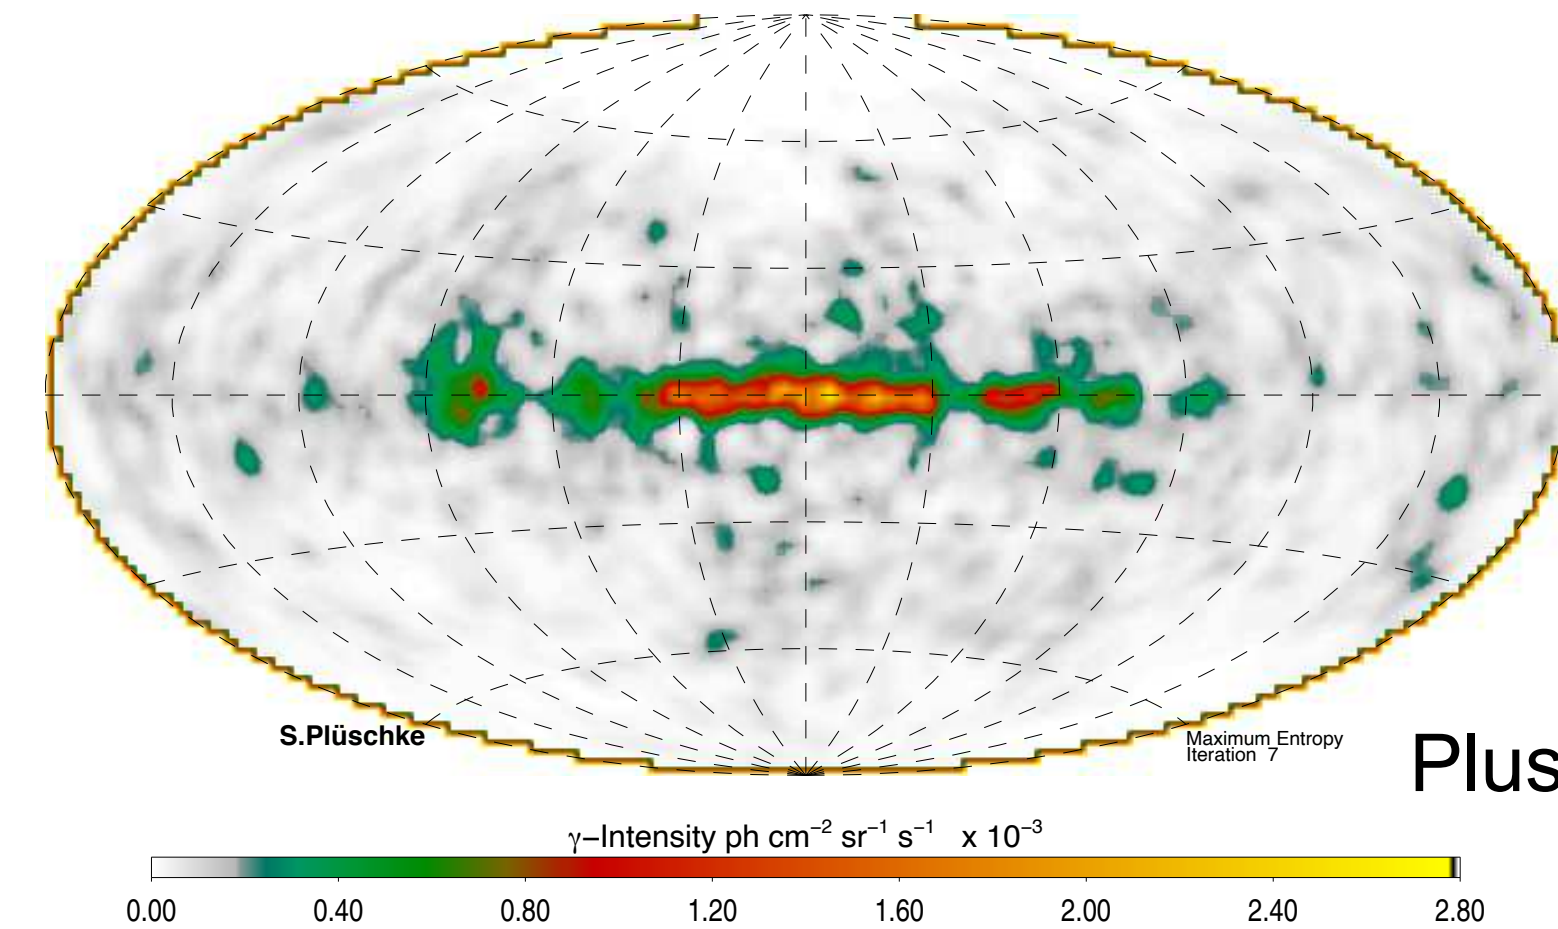 S.Plüschke
Maximum Entropy
Iteration 7
Plus
γ−Intensity ph cm⁻² sr⁻¹ s⁻¹ x 10⁻³
0.00 0.40 0.80 1.20 1.60 2.00 2.40 2.80